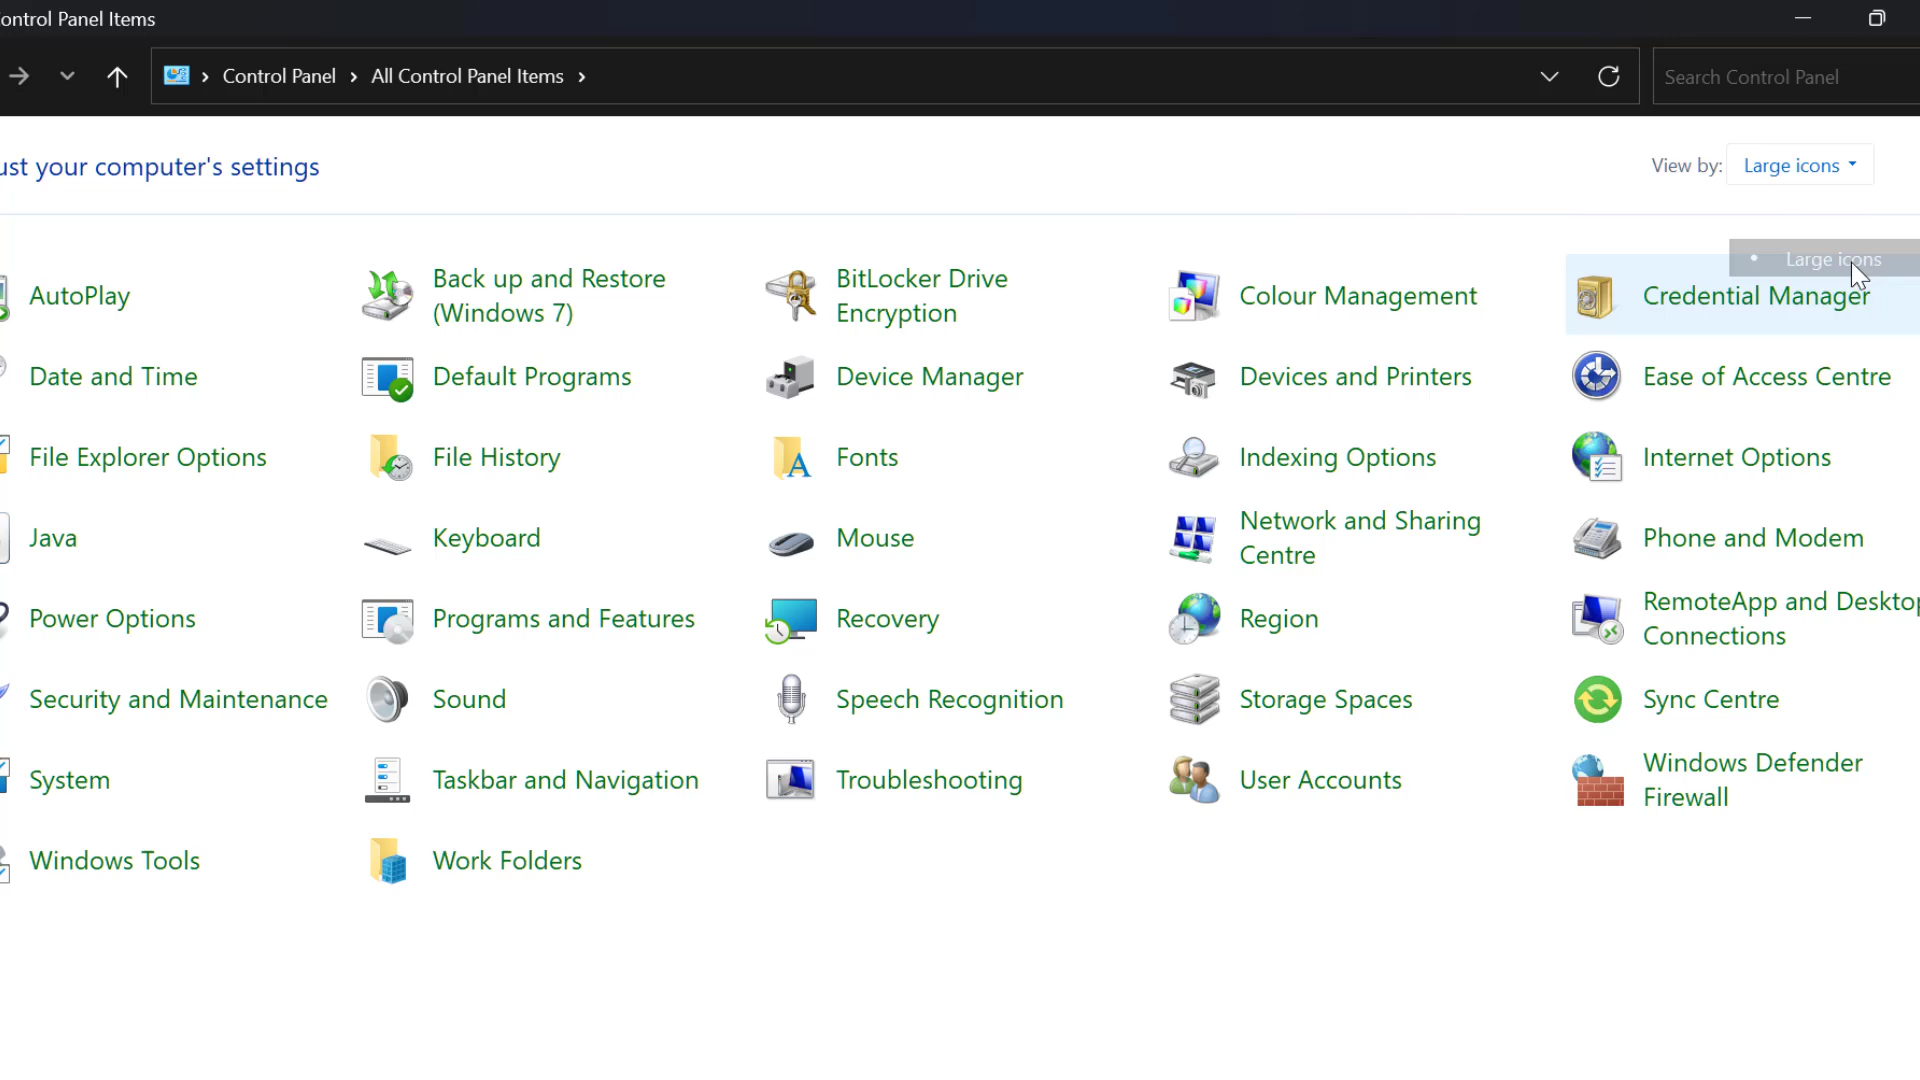 ontrol Panel Items
Control Panel > All Control Panel Items >
Search Control Panel
ust your computer's settings
View by: Large icons
Large icons
AutoPlay
Back up and Restore
(Windows 7)
BitLocker Drive
Encryption
Colour Management
Credential Manager
Date and Time
Default Programs
Device Manager
Devices and Printers
Ease of Access Centre
File Explorer Options
File History
Fonts
Indexing Options
Internet Options
Java
Keyboard
Mouse
Network and Sharing
Centre
Phone and Modem
Power Options
Programs and Features
Recovery
Region
RemoteApp and Desktop
Connections
Security and Maintenance
Sound
Speech Recognition
Storage Spaces
Sync Centre
System
Taskbar and Navigation
Troubleshooting
User Accounts
Windows Defender
Firewall
Windows Tools
Work Folders